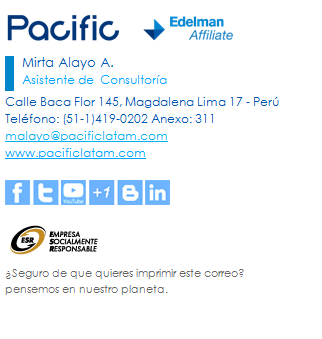 Pacific Edelman
Affiliate
Mirta Alayo A.
Asistente de Consultoría
Calle Baca Flor 145, Magdalena Lima 17 - Perú
Teléfono: (51-1)419-0202 Anexo: 311
malayo@pacificlatam.com
www.pacificlatam.com
f t YouTube +1 B in
ESR EMPRESA
SOCIALMENTE
RESPONSABLE
¿Seguro de que quieres imprimir este correo?
pensemos en nuestro planeta.